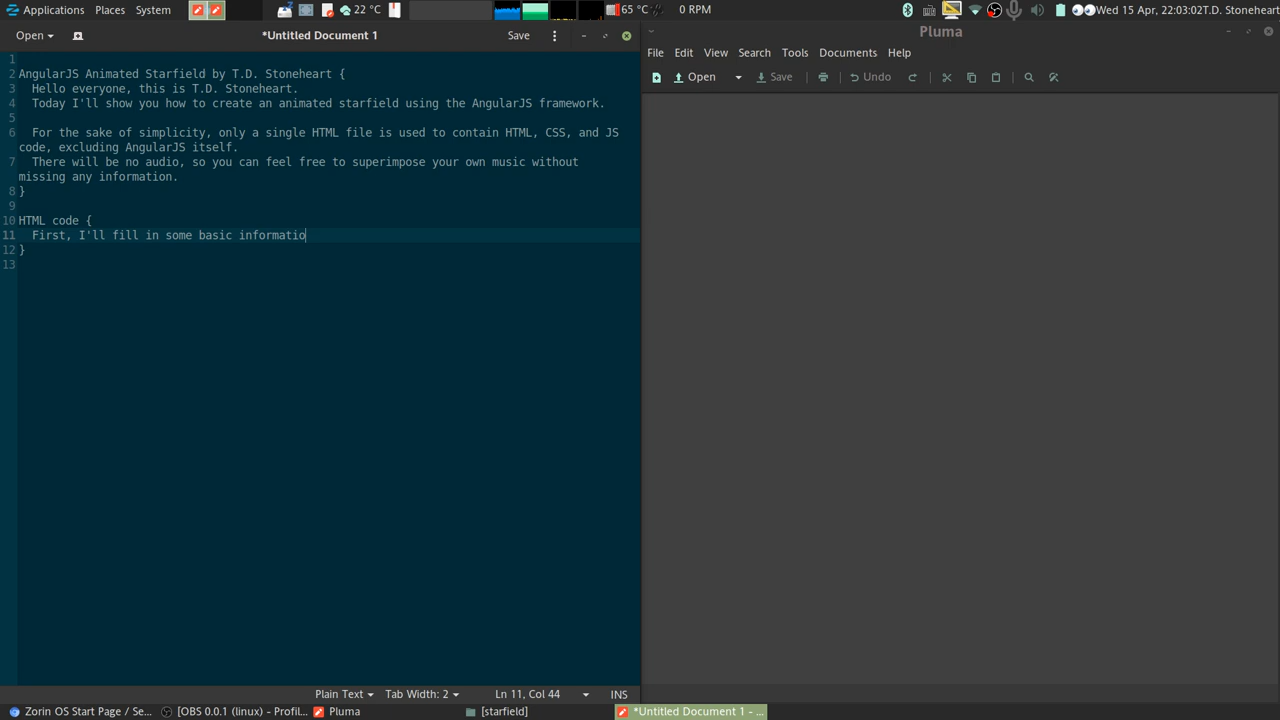 Applications Places System 22 °C 65 °C 0 RPM Wed 15 Apr, 22:03:02 T.D. Stoneheart
Open *Untitled Document 1 Save
1
2 AngularJS Animated Starfield by T.D. Stoneheart {
3 Hello everyone, this is T.D. Stoneheart.
4 Today I'll show you how to create an animated starfield using the AngularJS framework.
5
6 For the sake of simplicity, only a single HTML file is used to contain HTML, CSS, and JS
code, excluding AngularJS itself.
7 There will be no audio, so you can feel free to superimpose your own music without
missing any information.
8 }
9
10 HTML code {
11 First, I'll fill in some basic informatio
12 }
13
Plain Text Tab Width: 2 Ln 11, Col 44 INS
Pluma
File Edit View Search Tools Documents Help
Open Save Undo
Zorin OS Start Page / Se... [OBS 0.0.1 (linux) - Profil... Pluma [starfield] *Untitled Document 1 - ...